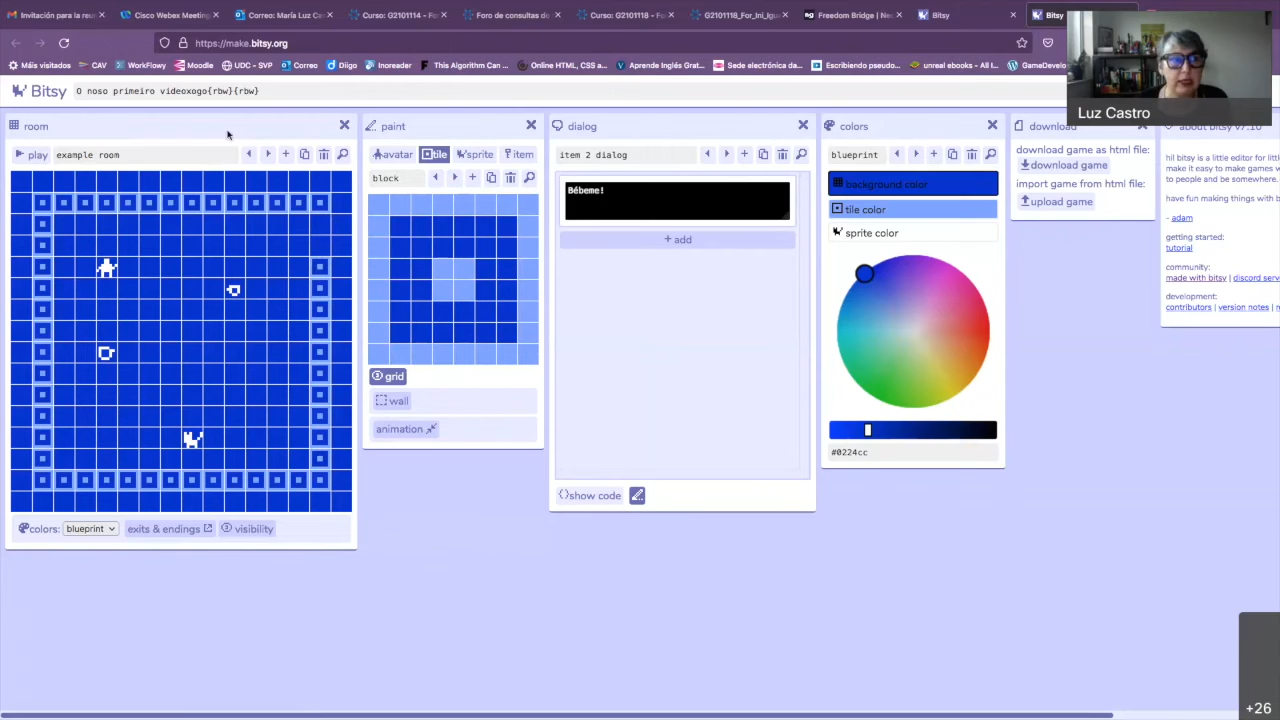 Invitación para la reu
Cisco Webex Meeting
Correo: María Luz Ca
Curso: G2101114 - F
Foro de consultas do
Curso: G2101118 - F
G2101118_For_Ini_Igu
Freedom Bridge | Ne
Bitsy
Bitsy
https://make.bitsy.org
Máis visitados
CAV
WorkFlowy
Moodle
UDC - SVP
Correo
Diigo
Inoreader
This Algorithm Can ...
Online HTML, CSS a...
Aprende Inglés Grat...
Sede electrónica da...
Escribiendo pseudo...
unreal ebooks - All I...
GameDevelo
Bitsy
O noso primeiro videoxogo{rbw}{rbw}
Luz Castro
room
play
example room
colors:
blueprint
exits & endings
visibility
paint
avatar
tile
sprite
item
block
grid
wall
animation
dialog
item 2 dialog
Bébeme!
+ add
show code
colors
blueprint
background color
tile color
sprite color
#0224cc
download
download game as html file:
download game
import game from html file:
upload game
about bitsy v7.10
hi! bitsy is a little editor for littl
make it easy to make games w
to people and be somewhere.
have fun making things with b
- adam
getting started:
tutorial
community:
made with bitsy | discord serv
development:
contributors | version notes | r
+26